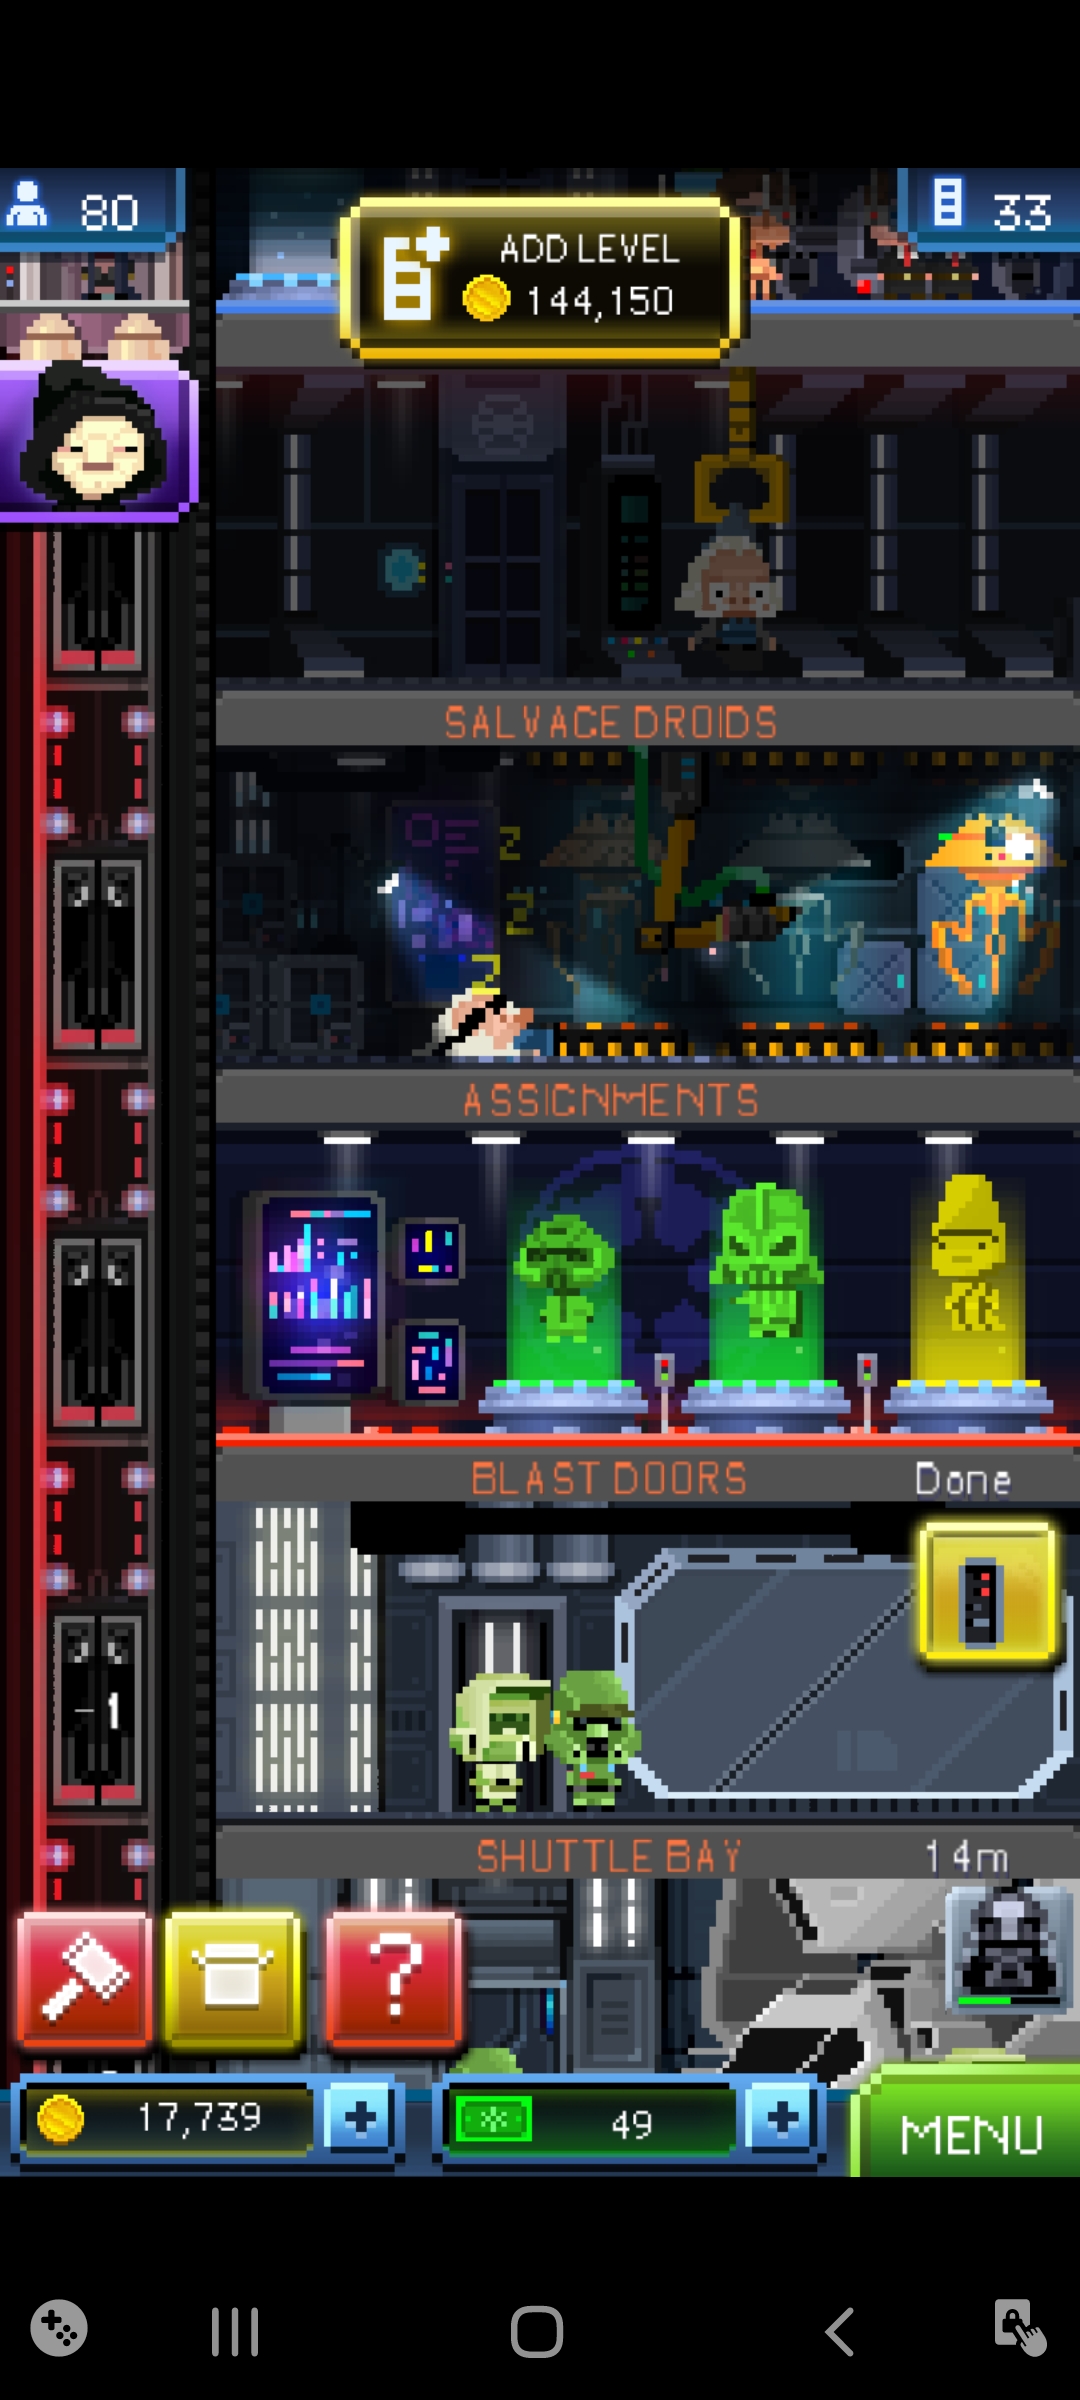 80
33
ADD LEVEL
144,150
SALVAGE DROIDS
Z
Z
Z
ASSIGNMENTS
BLAST DOORS
Done
-1
SHUTTLE BAY
14m
?
17,739
+
49
+
MENU